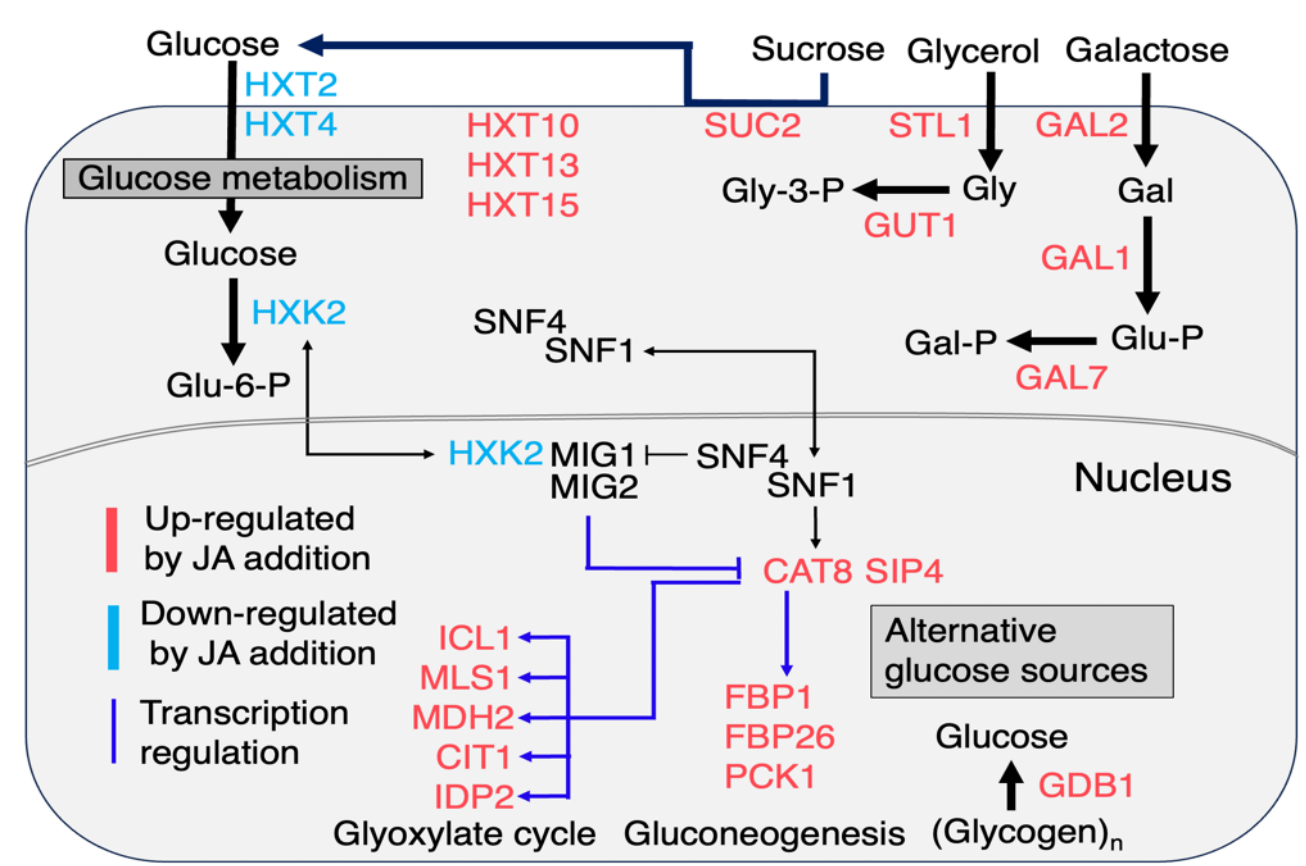 Glucose
Sucrose
Glycerol
Galactose
HXT2
HXT4
HXT10
HXT13
HXT15
SUC2
STL1
GAL2
Glucose metabolism
Gly-3-P
Gly
Gal
GUT1
Glucose
GAL1
HXK2
SNF4
SNF1
Gal-P
Glu-P
GAL7
Glu-6-P
HXK2 MIG1
MIG2
SNF4
SNF1
Nucleus
Up-regulated
by JA addition
Down-regulated
by JA addition
Transcription
regulation
CAT8 SIP4
ICL1
MLS1
MDH2
CIT1
IDP2
Glyoxylate cycle
FBP1
FBP26
PCK1
Gluconeogenesis
Alternative
glucose sources
Glucose
GDB1
(Glycogen)n